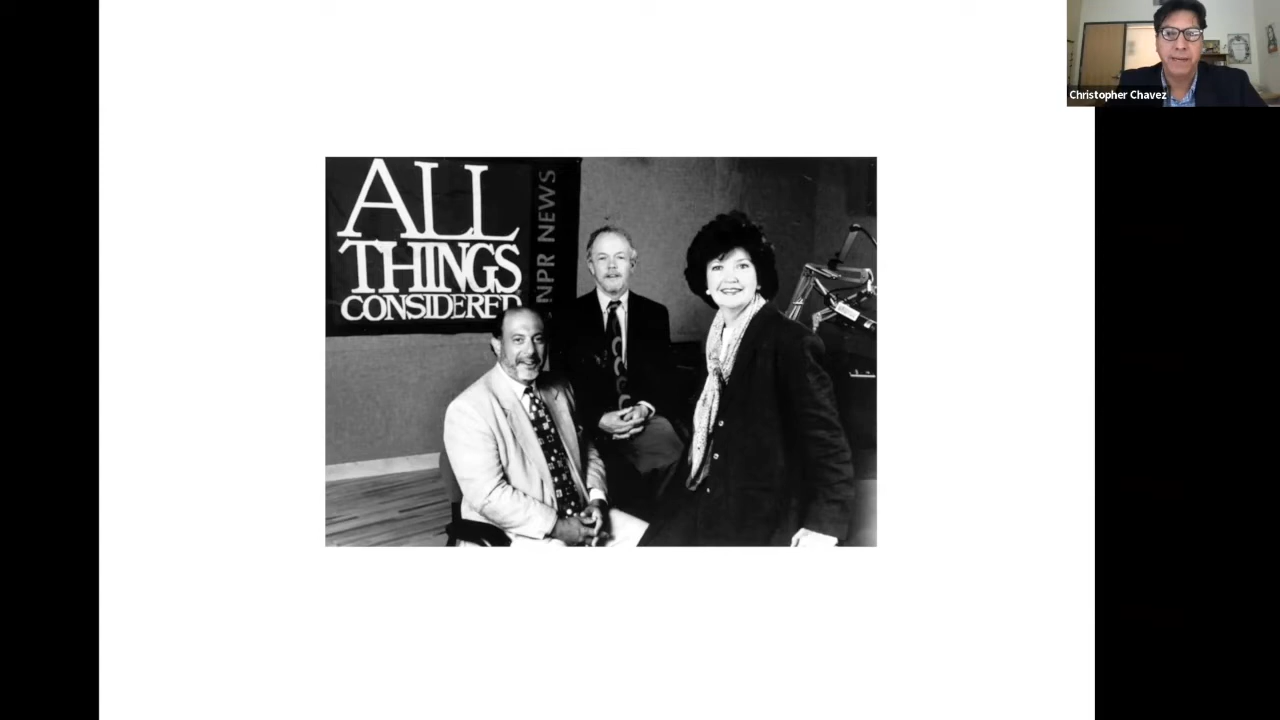 ALL
THINGS
CONSIDERED
NPR NEWS
Christopher Chavez